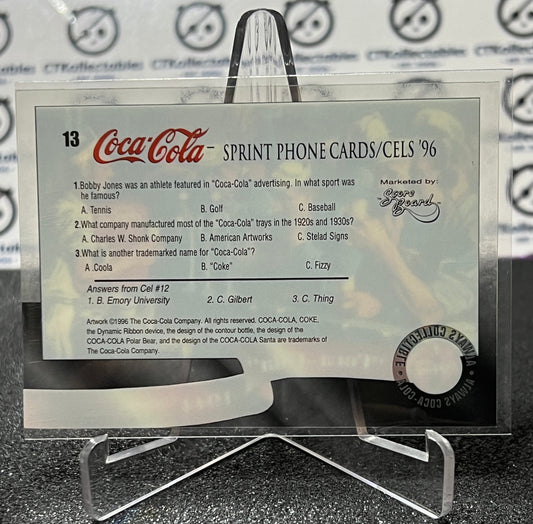 CTKollectables
13
Coca-Cola SPRINT PHONE CARDS/CELS '96
Marketed by:
Score Board
1.Bobby Jones was an athlete featured in "Coca-Cola" advertising. In what sport was
he famous?
A. Tennis B. Golf C. Baseball
2.What company manufactured most of the "Coca-Cola" trays in the 1920s and 1930s?
A. Charles W. Shonk Company B. American Artworks C. Stelad Signs
3.What is another trademarked name for "Coca-Cola"?
A .Coola B. "Coke" C. Fizzy
Answers from Cel #12
1. B. Emory University 2. C. Gilbert 3. C. Thing
Artwork ©1996 The Coca-Cola Company. All rights reserved. COCA-COLA, COKE,
the Dynamic Ribbon device, the design of the contour bottle, the design of the
COCA-COLA Polar Bear, and the design of the COCA-COLA Santa are trademarks of
The Coca-Cola Company.
ALWAYS COLLECTIBLE • ALWAYS COCA-COLA •